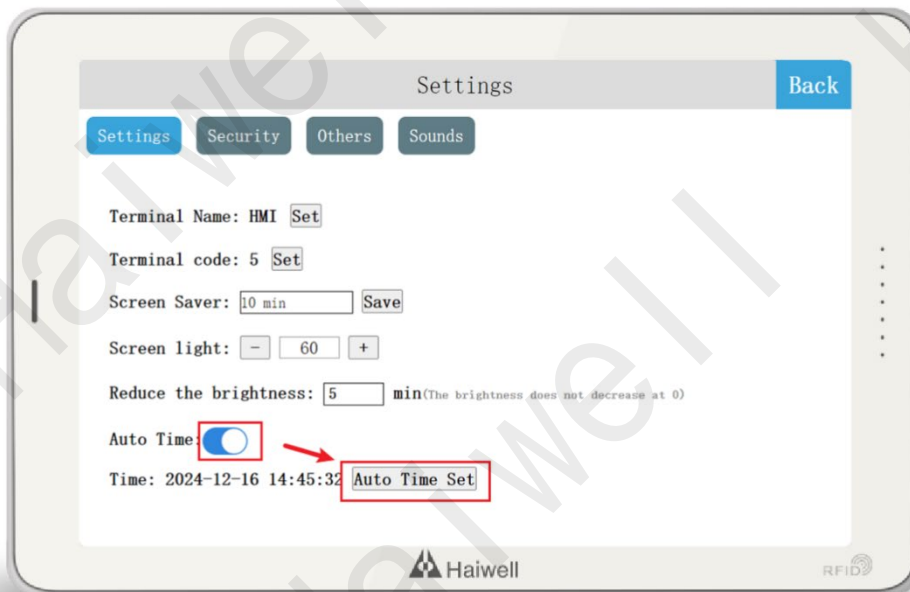 Settings
Back
Settings Security Others Sounds
Terminal Name: HMI Set
Terminal code: 5 Set
Screen Saver: 10 min Save
Screen light: - 60 +
Reduce the brightness: 5 min(The brightness does not decrease at 0)
Auto Time:
Time: 2024-12-16 14:45:32 Auto Time Set
Haiwell
RFID
Haiwell
Haiwell